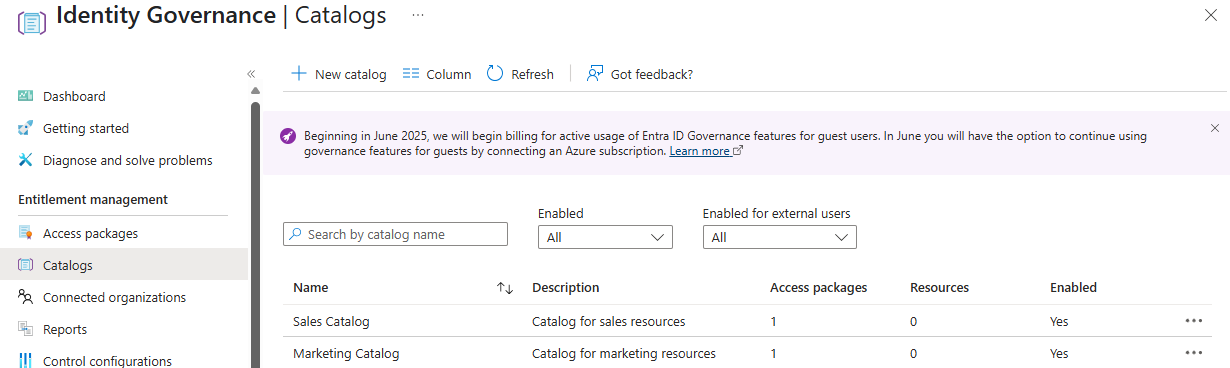 Identity Governance | Catalogs ...
«
Dashboard
Getting started
Diagnose and solve problems
Entitlement management
Access packages
Catalogs
Connected organizations
Reports
Control configurations
+ New catalog Column Refresh Got feedback?
Beginning in June 2025, we will begin billing for active usage of Entra ID Governance features for guest users. In June you will have the option to continue using
governance features for guests by connecting an Azure subscription. Learn more
Enabled Enabled for external users
Search by catalog name All All
Name Description Access packages Resources Enabled
Sales Catalog Catalog for sales resources 1 0 Yes ...
Marketing Catalog Catalog for marketing resources 1 0 Yes ...